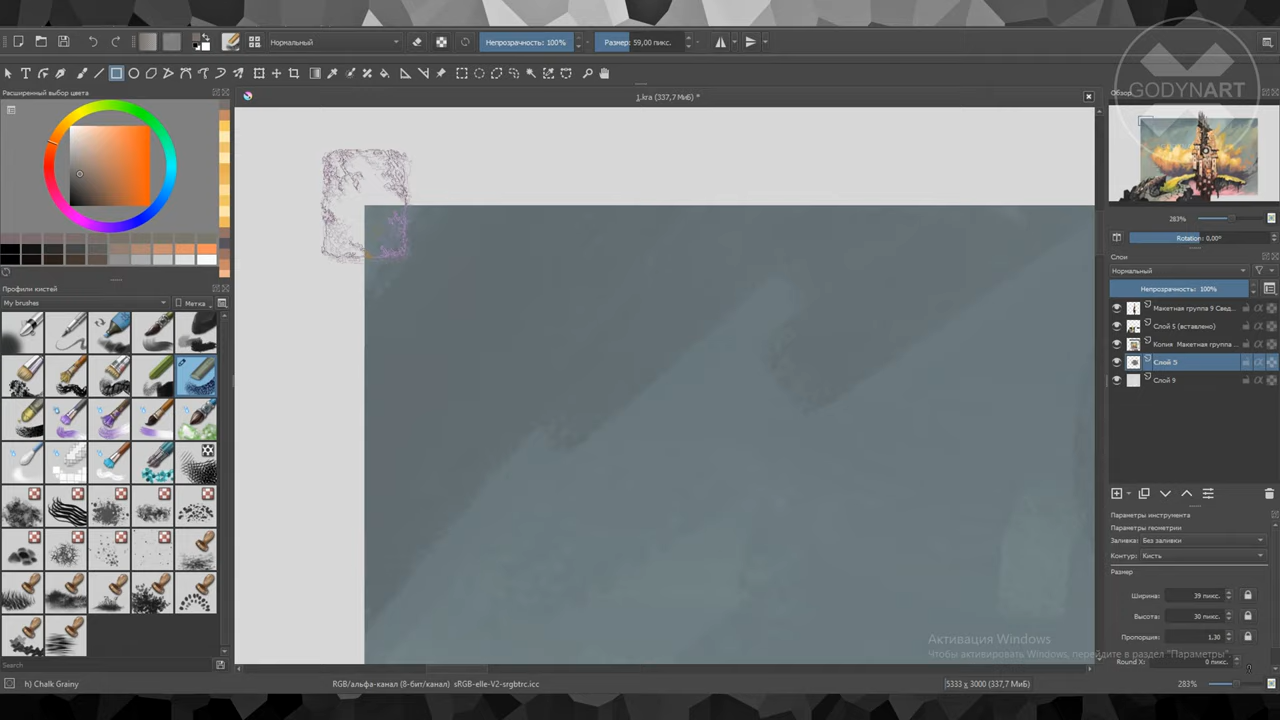 Нормальный
Непрозрачность: 100%
Размер: 59,00 пикс.
GODYNART
Расширенный выбор цвета
1.kra (337,7 МиБ) *
Обзор
283%
Rotation: 0,00°
Слои
Нормальный
Непрозрачность: 100%
Макетная группа 9 Свед...
Слой 5 (вставлено)
Копия Макетная группа ...
Слой 5
Слой 9
Профили кистей
My brushes
Метка
Параметры инструмента
Параметры геометрии
Заливка: Без заливки
Контур: Кисть
Размер
Ширина: 39 пикс.
Высота: 30 пикс.
Пропорция: 1,30
Round X: 0 пикс.
Активация Windows
Чтобы активировать Windows, перейдите в раздел "Параметры".
Search
h) Chalk Grainy
RGB/альфа-канал (8-бит/канал) sRGB-elle-V2-srgbtrc.icc
5333 x 3000 (337,7 МиБ)
283%